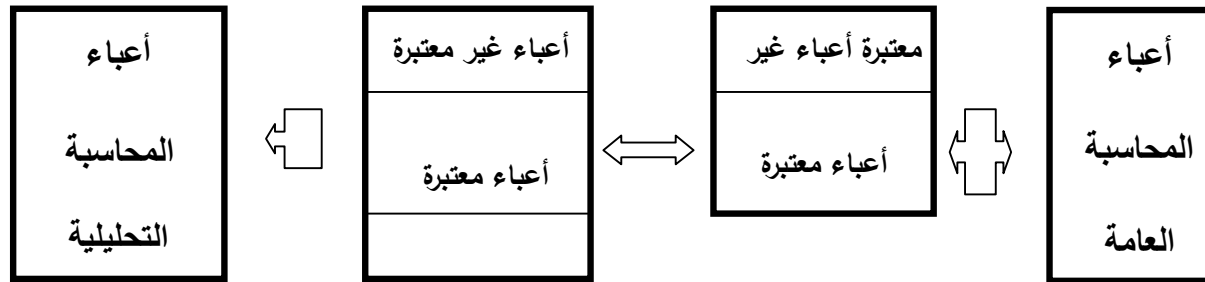 أعباء
المحاسبة
العامة
معتبرة أعباء غير
أعباء معتبرة
أعباء غير معتبرة
أعباء معتبرة
أعباء
المحاسبة
التحليلية